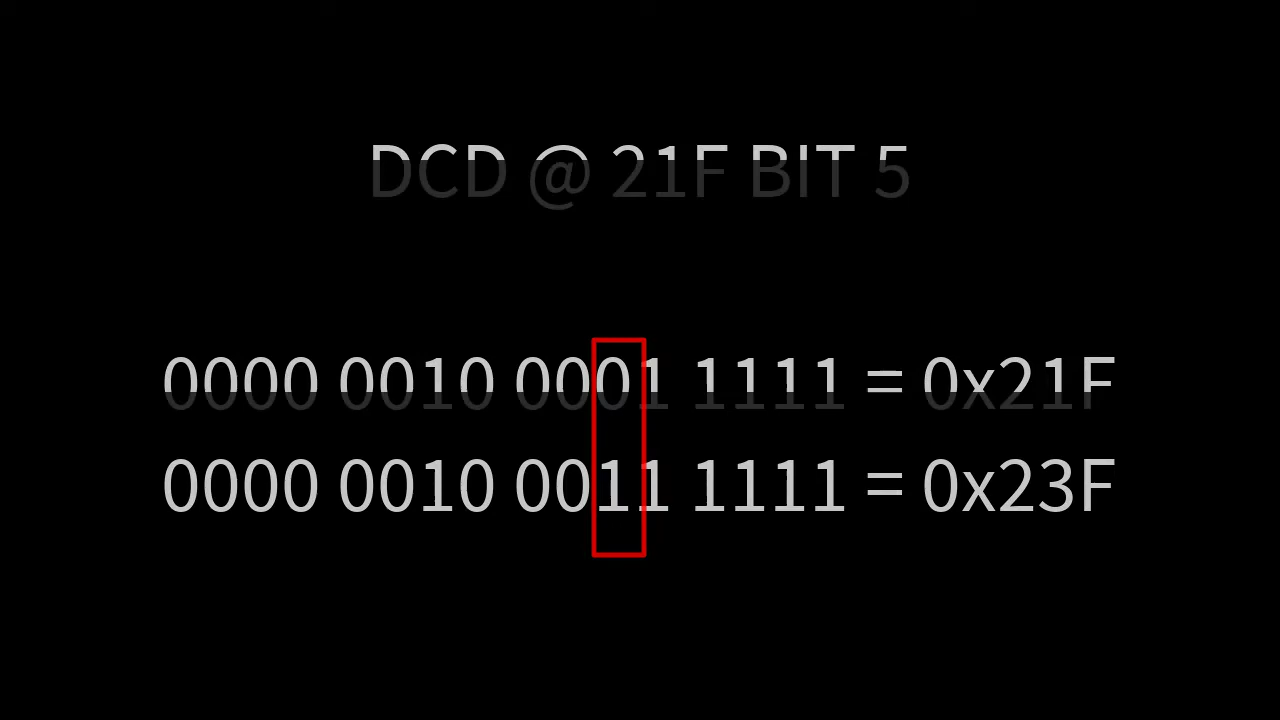 DCD @ 21F BIT 5
0000 0010 0001 1111 = 0x21F
0000 0010 0011 1111 = 0x23F